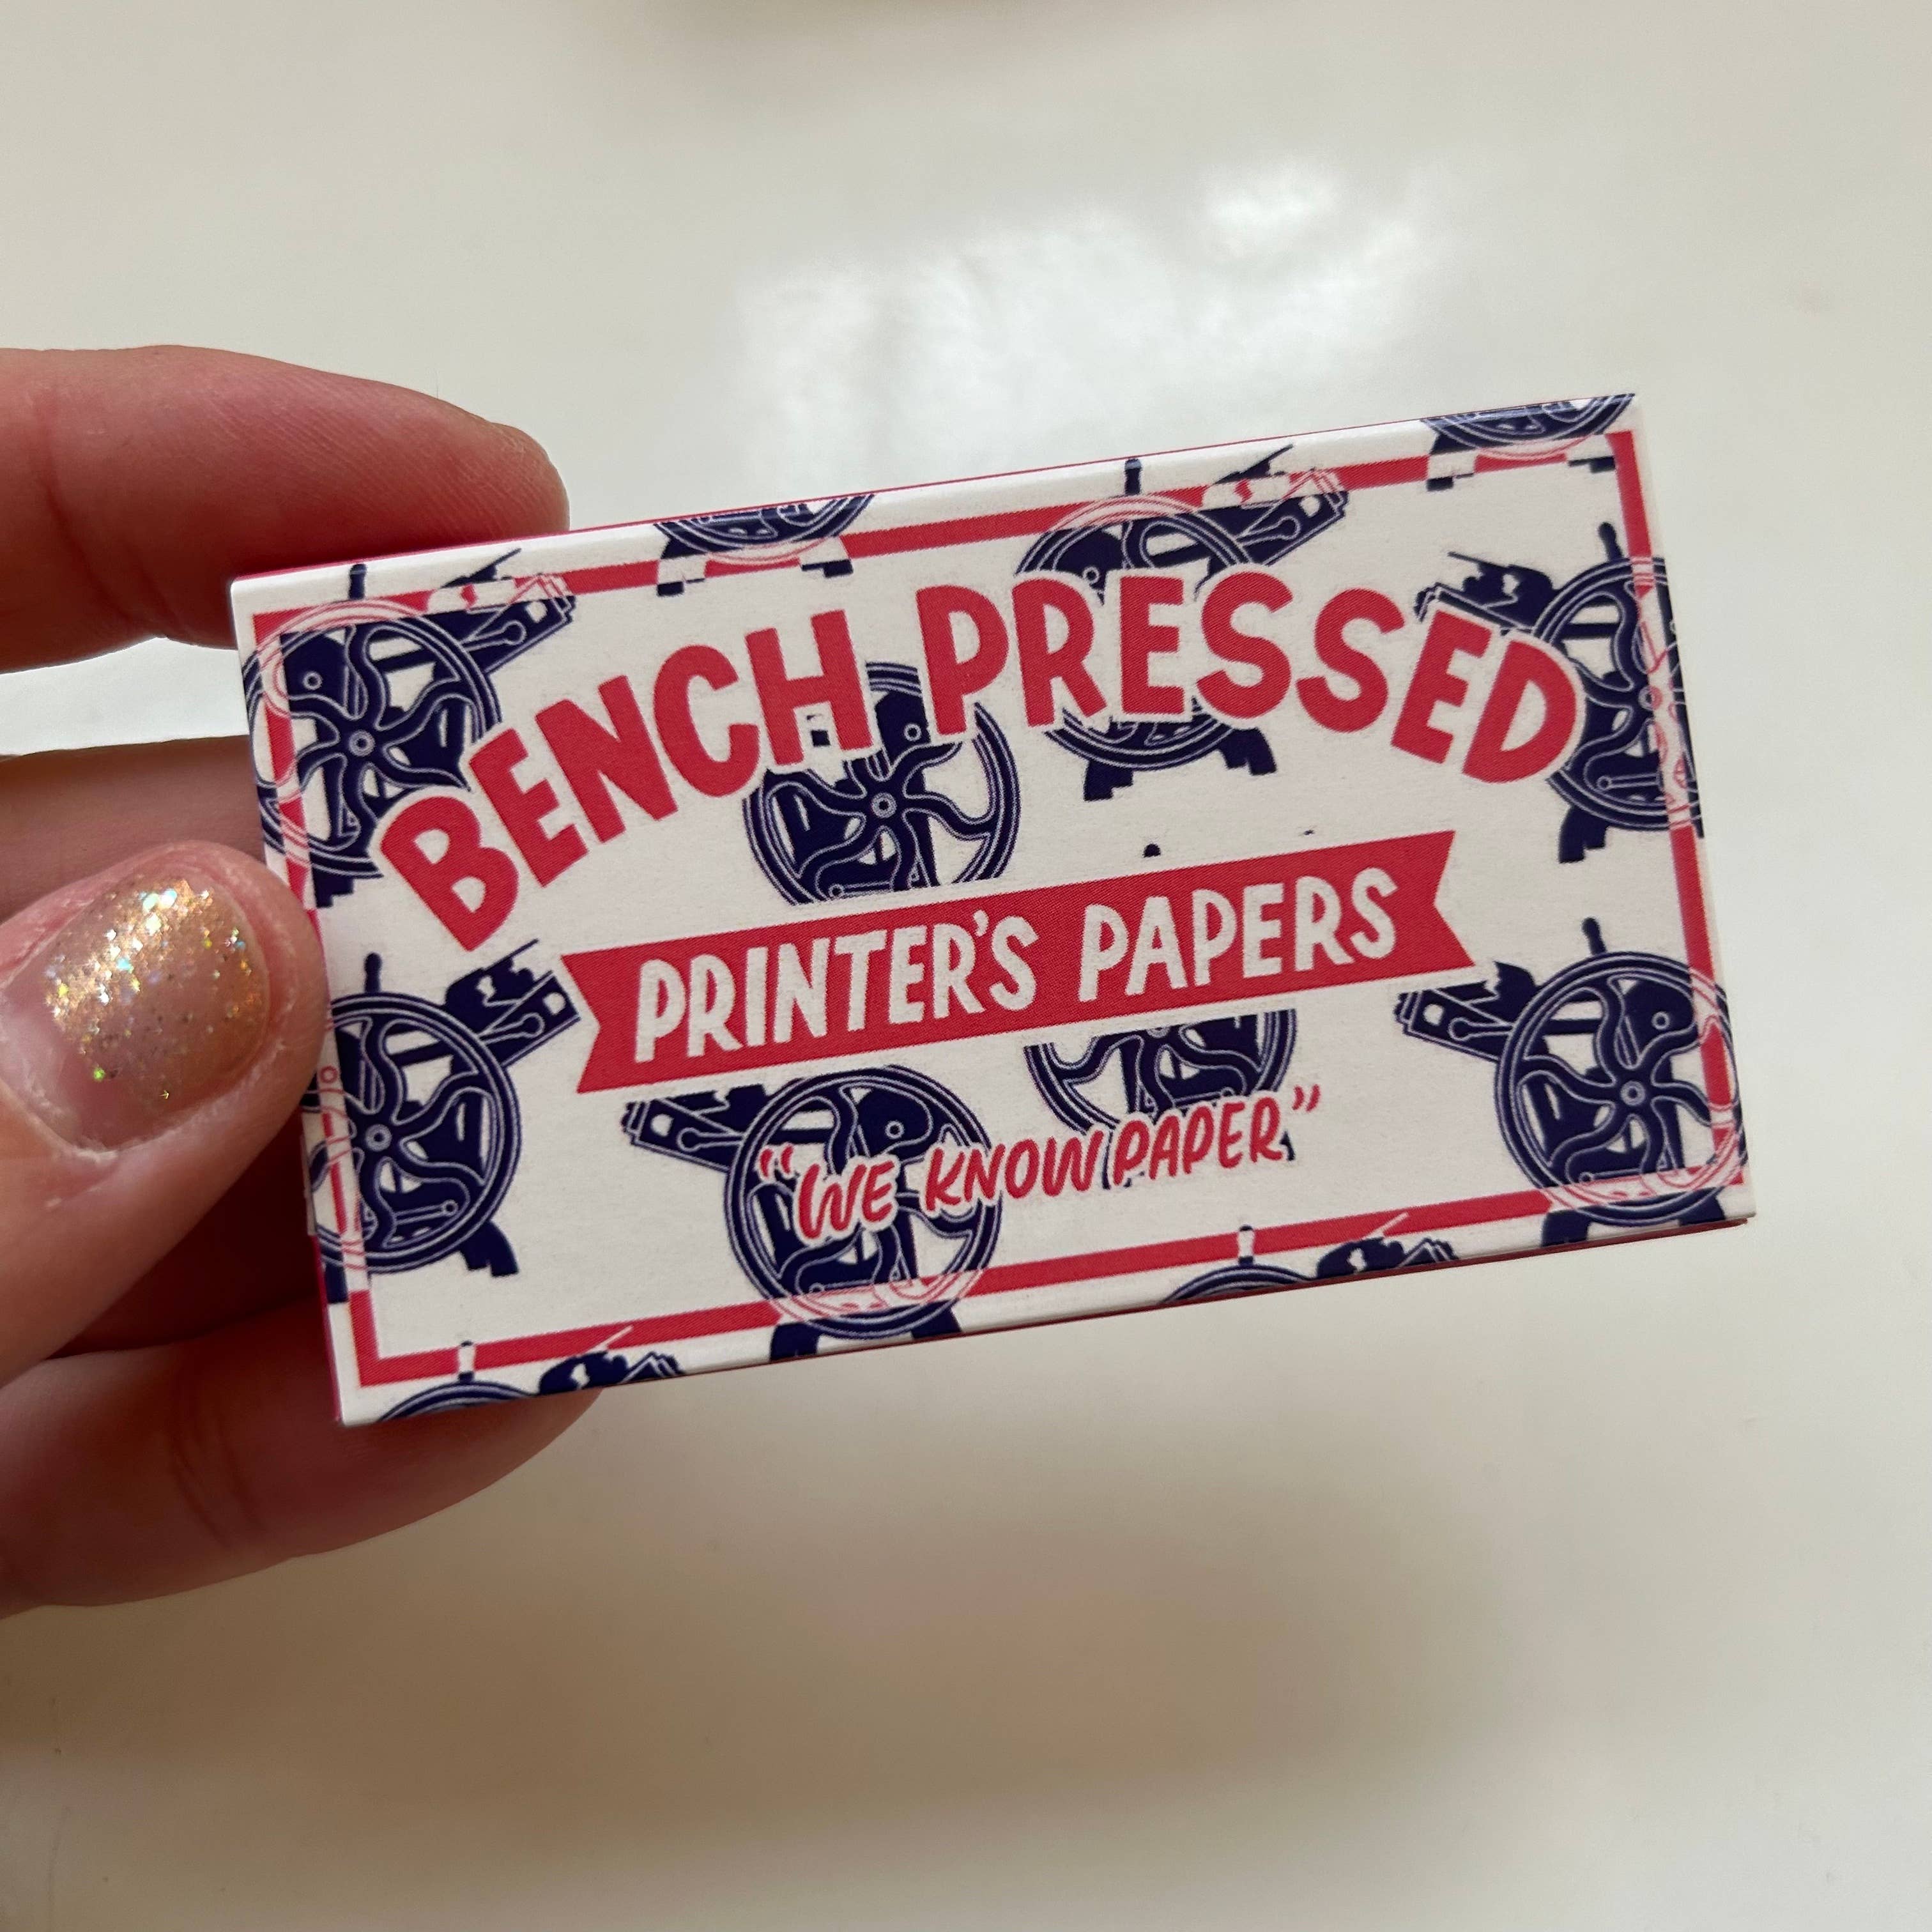 BENCH PRESSED
PRINTER'S PAPERS
"WE KNOW PAPER"